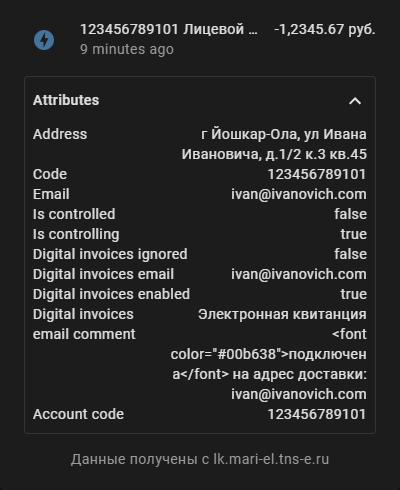 123456789101 Лицевой ... -1,2345.67 руб.
9 minutes ago
Attributes
Address г Йошкар-Ола, ул Ивана
Ивановича, д.1/2 к.3 кв.45
Code 123456789101
Email ivan@ivanovich.com
Is controlled false
Is controlling true
Digital invoices ignored false
Digital invoices email ivan@ivanovich.com
Digital invoices enabled true
Digital invoices Электронная квитанция
email comment <font
color="#00b638">подключен
а</font> на адрес доставки:
ivan@ivanovich.com
Account code 123456789101
Данные получены с lk.mari-el.tns-e.ru